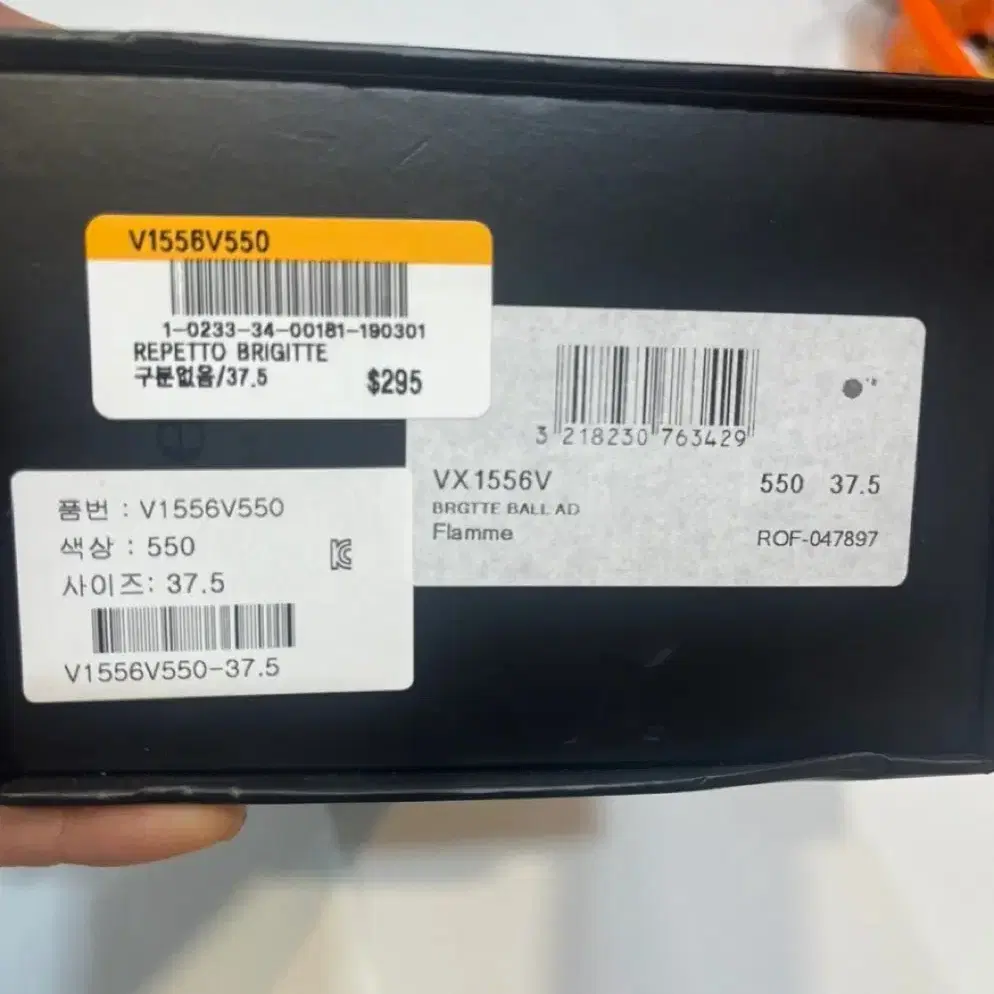 V1556V550
1-0233-34-00181-190301
REPETTO BRIGITTE
구분없음/37.5 $295
3 218230 763429
VX1556V 550 37.5
BRGTTE BALL AD
Flamme ROF-047897
품번 : V1556V550
색상 : 550
사이즈: 37.5
V1556V550-37.5